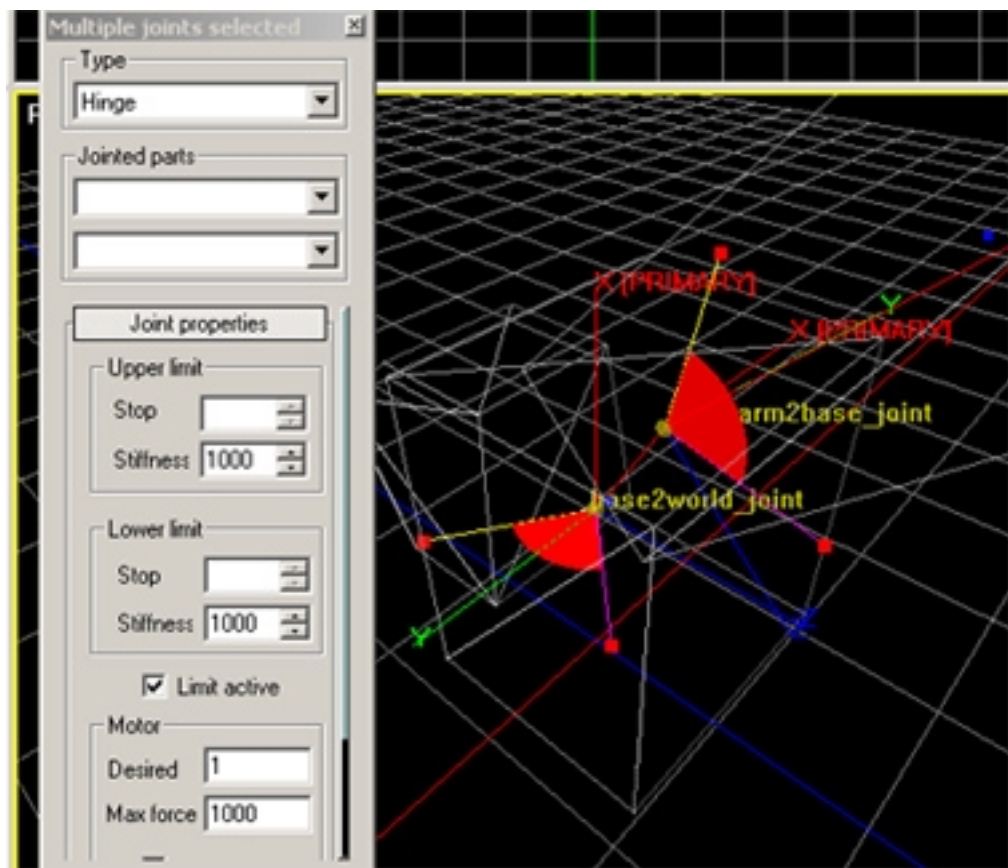 Multiple joints selected
Type
Hinge
Jointed parts
Joint properties
Upper limit
Stop
Stiffness 1000
Lower limit
Stop
Stiffness 1000
Limit active
Motor
Desired 1
Max force 1000
P
X [PRIMARY]
Y
X [PRIMARY]
arm2base_joint
base2world_joint
Y